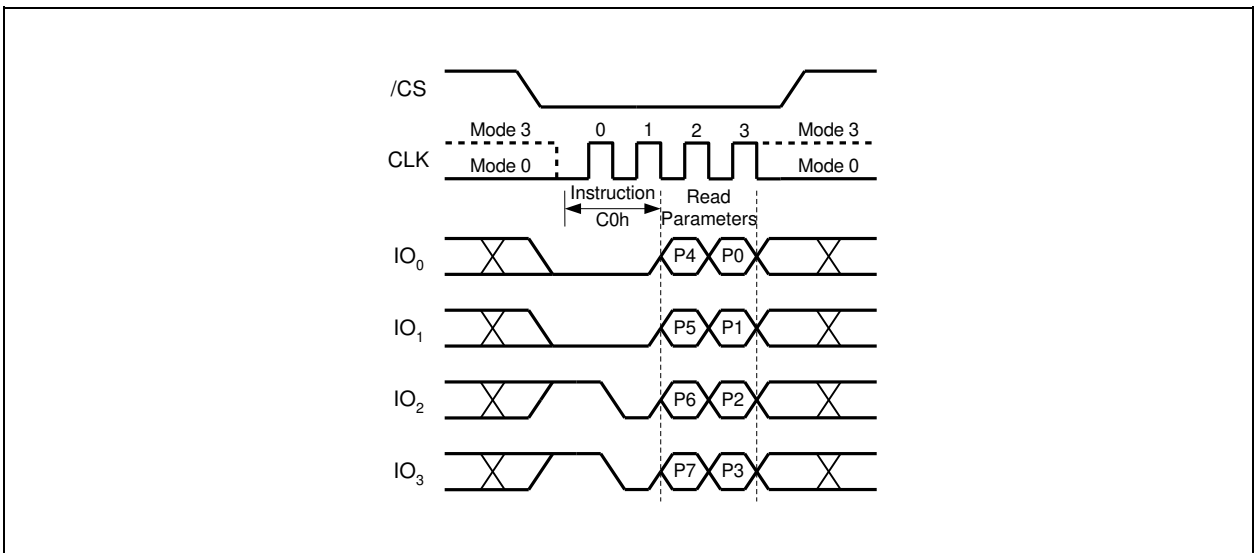 /CS
Mode 3 0 1 2 3 Mode 3
CLK
Mode 0 Mode 0
Instruction Read
C0h Parameters
IO0 P4 P0
IO1 P5 P1
IO2 P6 P2
IO3 P7 P3